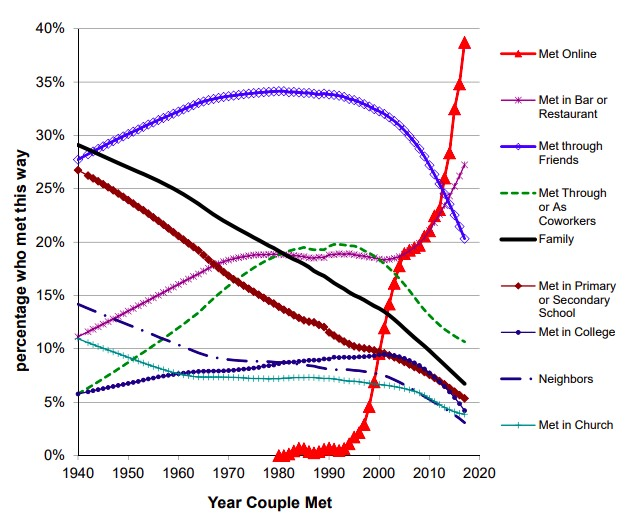 40%
35%
30%
25%
20%
15%
10%
5%
0%
percentage who met this way
1940 1950 1960 1970 1980 1990 2000 2010 2020
Year Couple Met
Met Online
Met in Bar or
Restaurant
Met through
Friends
Met Through
or As
Coworkers
Family
Met in Primary
or Secondary
School
Met in College
Neighbors
Met in Church